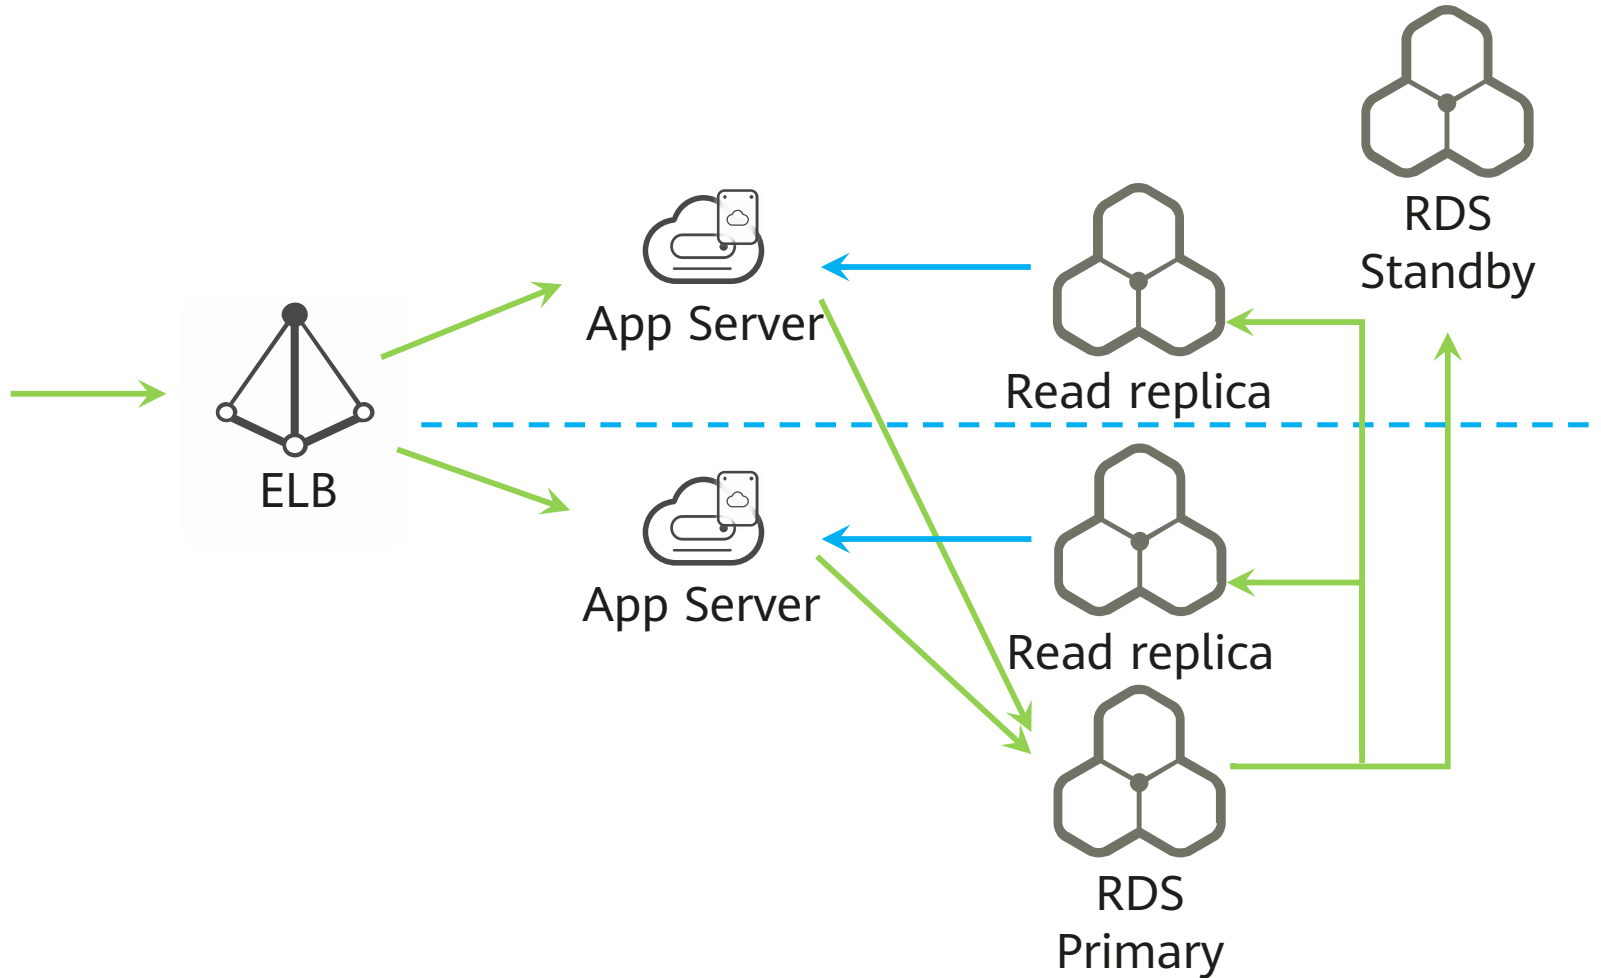 RDS
Standby
App Server
Read replica
ELB
App Server
Read replica
RDS
Primary